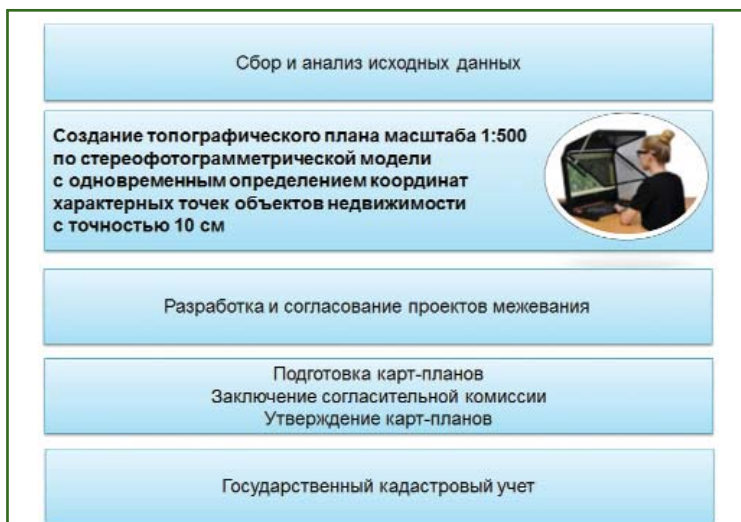 Сбор и анализ исходных данных
Создание топографического плана масштаба 1:500
по стереофотограмметрической модели
с одновременным определением координат
характерных точек объектов недвижимости
с точностью 10 см
Разработка и согласование проектов межевания
Подготовка карт-планов
Заключение согласительной комиссии
Утверждение карт-планов
Государственный кадастровый учет